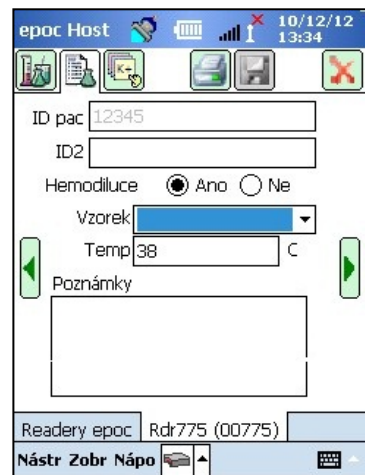 epoc Host 10/12/12
13:34
K+
ID pac 12345
ID2
Hemodiluce Ano Ne
Vzorek
Temp 38 C
Poznámky
Readery epoc Rdr775 (00775)
Nástr Zobr Nápo